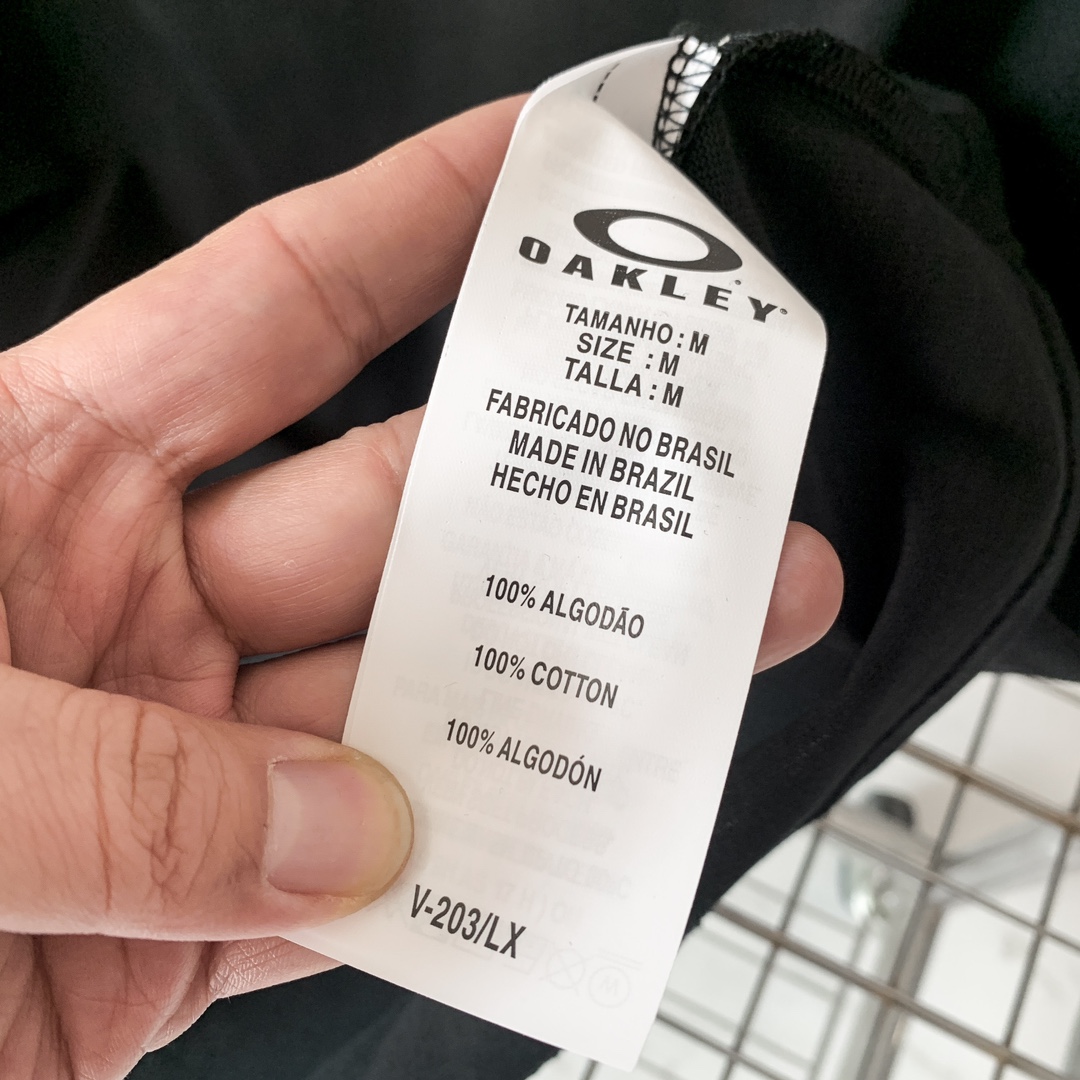 OAKLEY®
TAMANHO : M
SIZE : M
TALLA : M
FABRICADO NO BRASIL
MADE IN BRAZIL
HECHO EN BRASIL
100% ALGODÃO
100% COTTON
100% ALGODÓN
V-203/LX